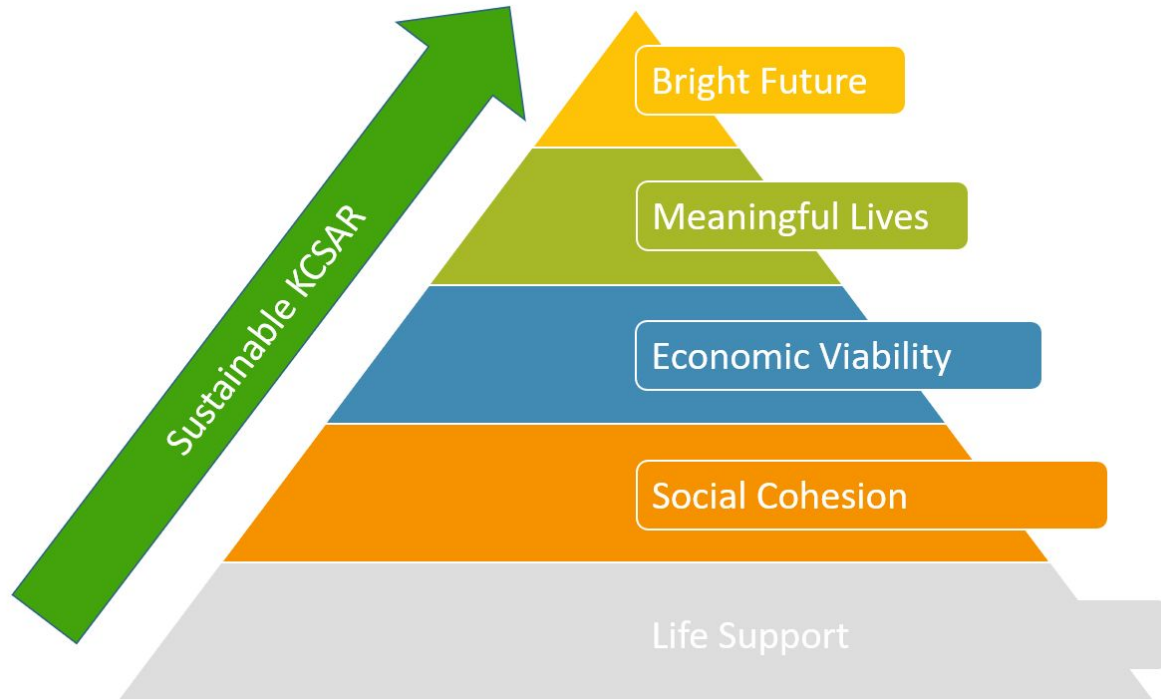 Bright Future
Meaningful Lives
Economic Viability
Social Cohesion
Life Support
Sustainable KCSAR